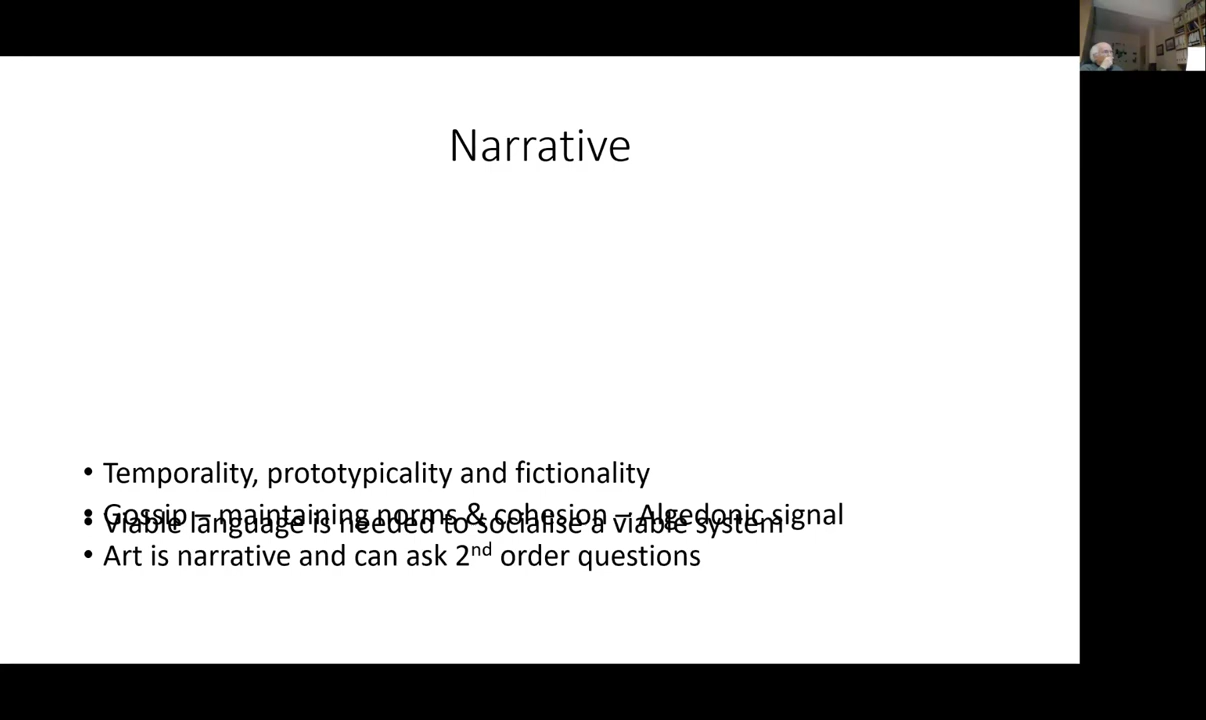 Narrative
• Temporality, prototypicality and fictionality
• Gossip – maintaining norms & cohesion – Algedonic signal
• Viable language is needed to socialise a viable system
• Art is narrative and can ask 2nd order questions